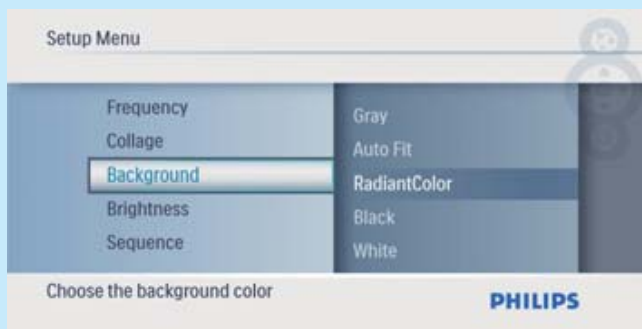 Setup Menu
Frequency
Collage
Background
Brightness
Sequence
Gray
Auto Fit
RadiantColor
Black
White
Choose the background color
PHILIPS